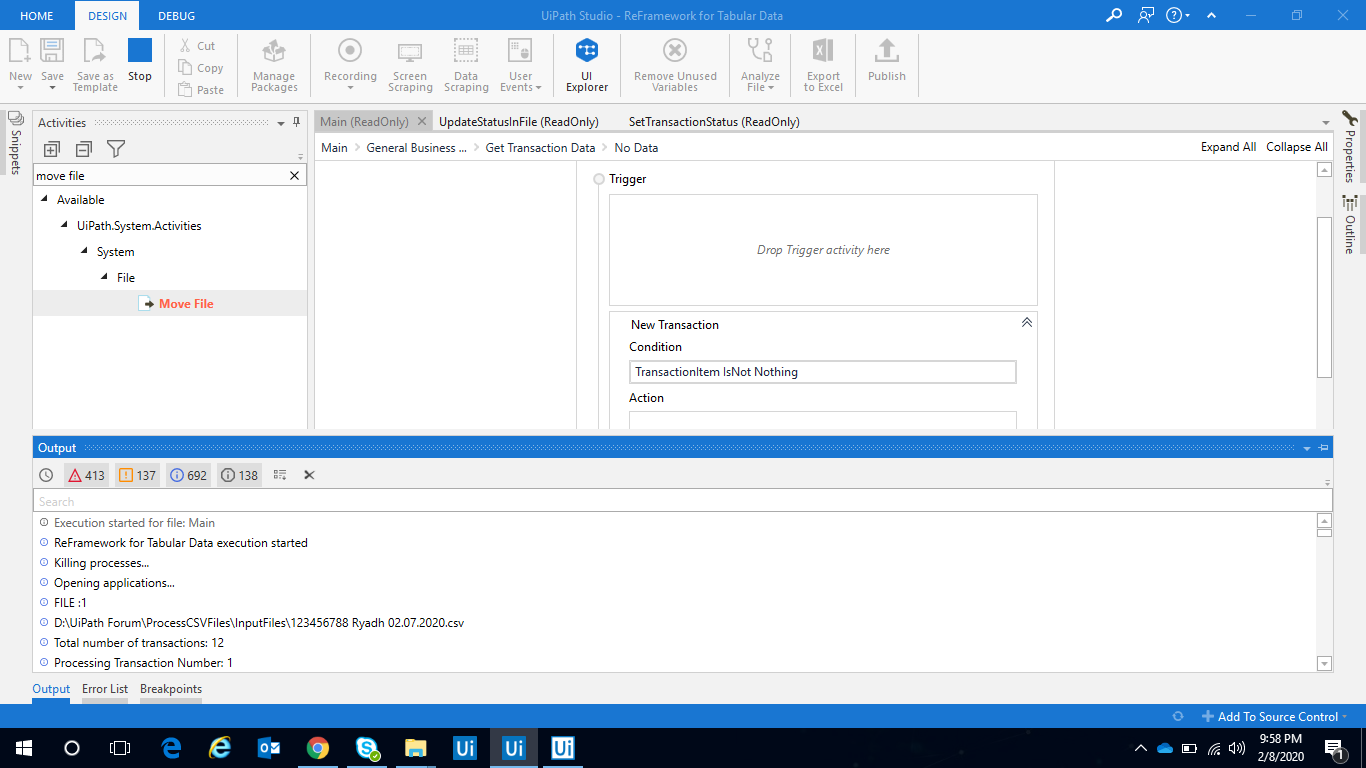 HOME DESIGN DEBUG UiPath Studio - ReFramework for Tabular Data
New Save Save as Template Stop Cut Copy Paste Manage Packages Recording Screen Scraping Data Scraping User Events UI Explorer Remove Unused Variables Analyze File Export to Excel Publish
Snippets
Activities
move file
Available
UiPath.System.Activities
System
File
Move File
Main (ReadOnly) UpdateStatusInFile (ReadOnly) SetTransactionStatus (ReadOnly)
Main General Business ... Get Transaction Data No Data Expand All Collapse All
Trigger
Drop Trigger activity here
New Transaction
Condition
TransactionItem IsNot Nothing
Action
Properties
Outline
Output
413 137 692 138
Search
Execution started for file: Main
ReFramework for Tabular Data execution started
Killing processes...
Opening applications...
FILE :1
D:\UiPath Forum\ProcessCSVFiles\InputFiles\123456788 Ryadh 02.07.2020.csv
Total number of transactions: 12
Processing Transaction Number: 1
Output Error List Breakpoints
Add To Source Control
Ui Ui Ui
9:58 PM
2/8/2020
1